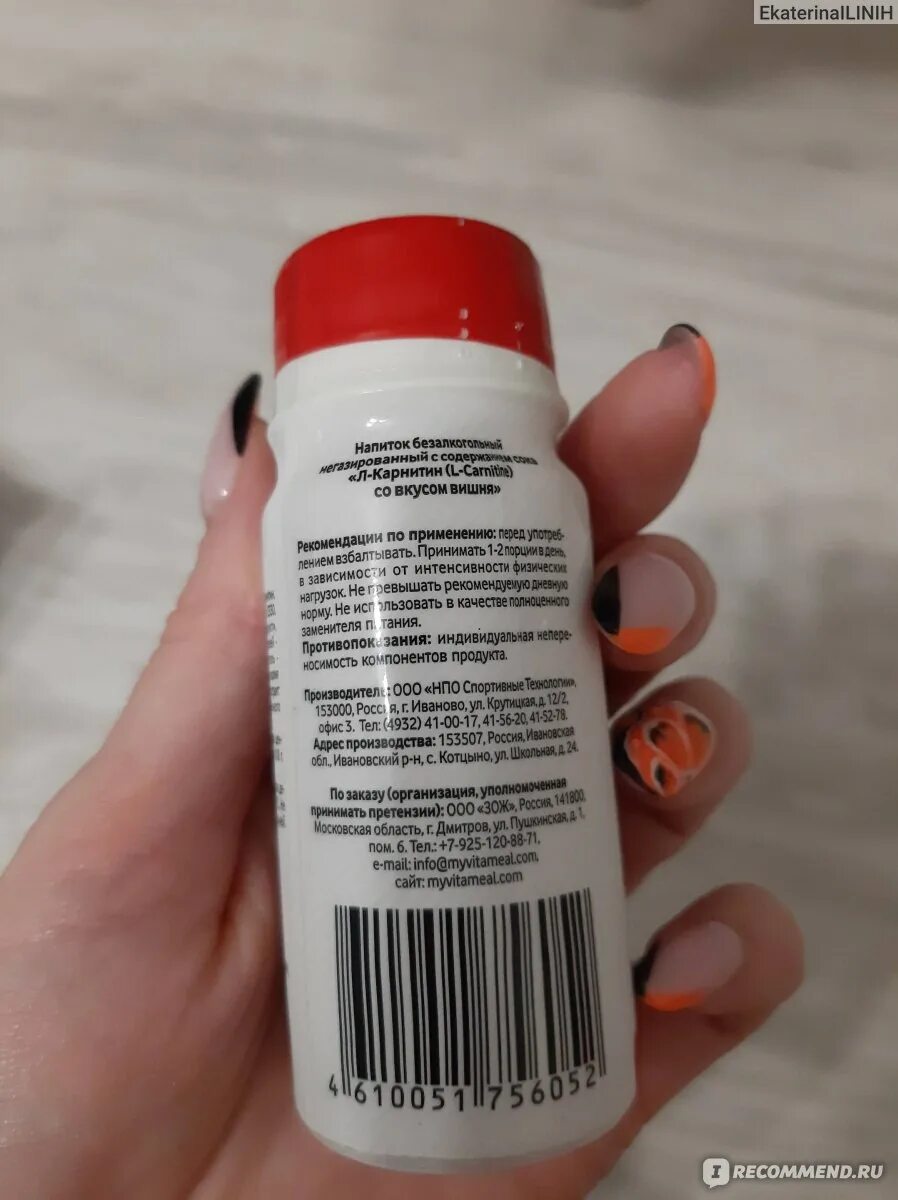 EkaterinaILINIH
Напиток безалкогольный
негазированный с содержанием сока
«Л-Карнитин (L-Carnitine)
со вкусом вишня»
Рекомендации по применению: перед употреб-
лением взбалтывать. Принимать 1-2 порции в день,
в зависимости от интенсивности физических
нагрузок. Не превышать рекомендуемую дневную
норму. Не использовать в качестве полноценного
заменителя питания.
Противопоказания: индивидуальная непере-
носимость компонентов продукта.
Производитель: ООО «НПО Спортивные Технологии»,
153000, Россия, г. Иваново, ул. Крутицкая, д. 12/2,
офис 3. Тел: (4932) 41-00-17, 41-56-20, 41-52-78.
Адрес производства: 153507, Россия, Ивановская
обл., Ивановский р-н, с. Котцыно, ул. Школьная, д. 24.
По заказу (организация, уполномоченная
принимать претензии): ООО «ЗОЖ», Россия, 141800,
Московская область, г. Дмитров, ул. Пушкинская, д. 1,
пом. 6. Тел.: +7-925-120-88-71.
e-mail: info@myvitameal.com,
сайт: myvitameal.com
4 610051 756052
IRECOMMEND.RU